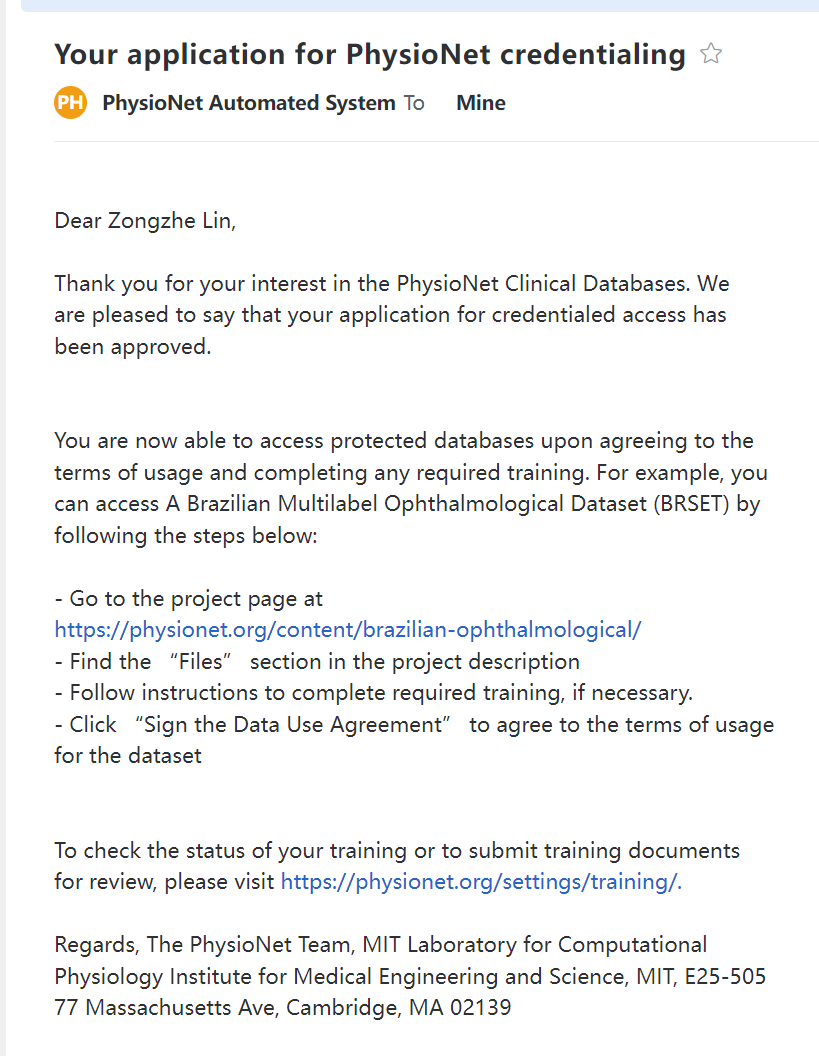 Your application for PhysioNet credentialing
PH PhysioNet Automated System To Mine
Dear Zongzhe Lin,
Thank you for your interest in the PhysioNet Clinical Databases. We
are pleased to say that your application for credentialed access has
been approved.
You are now able to access protected databases upon agreeing to the
terms of usage and completing any required training. For example, you
can access A Brazilian Multilabel Ophthalmological Dataset (BRSET) by
following the steps below:
- Go to the project page at
https://physionet.org/content/brazilian-ophthalmological/
- Find the “Files” section in the project description
- Follow instructions to complete required training, if necessary.
- Click “Sign the Data Use Agreement” to agree to the terms of usage
for the dataset
To check the status of your training or to submit training documents
for review, please visit https://physionet.org/settings/training/.
Regards, The PhysioNet Team, MIT Laboratory for Computational
Physiology Institute for Medical Engineering and Science, MIT, E25-505
77 Massachusetts Ave, Cambridge, MA 02139